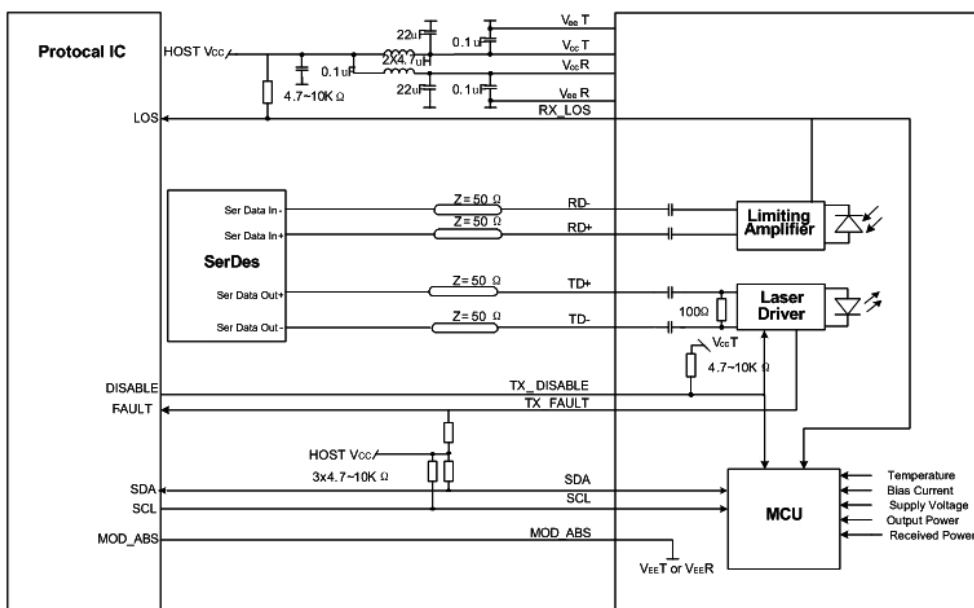 Protocal IC
HOST Vcc
22uF
0.1uF
VeeT
2X4.7uH
VccT
0.1uF
VccR
4.7~10K Ω
22uF
0.1uF
VeeR
LOS
RX_LOS
Ser Data In -
Z= 50 Ω
RD-
Limiting
Amplifier
Ser Data In+
Z= 50 Ω
RD+
SerDes
Ser Data Out+
Z= 50 Ω
TD+
Laser
Driver
100Ω
Ser Data Out -
Z= 50 Ω
TD-
VccT
4.7~10K Ω
DISABLE
TX_DISABLE
FAULT
TX_FAULT
HOST Vcc
3x4.7~10K Ω
SDA
SDA
SCL
SCL
MCU
Temperature
Bias Current
Supply Voltage
Output Power
Received Power
MOD_ABS
MOD_ABS
VEET or VEER